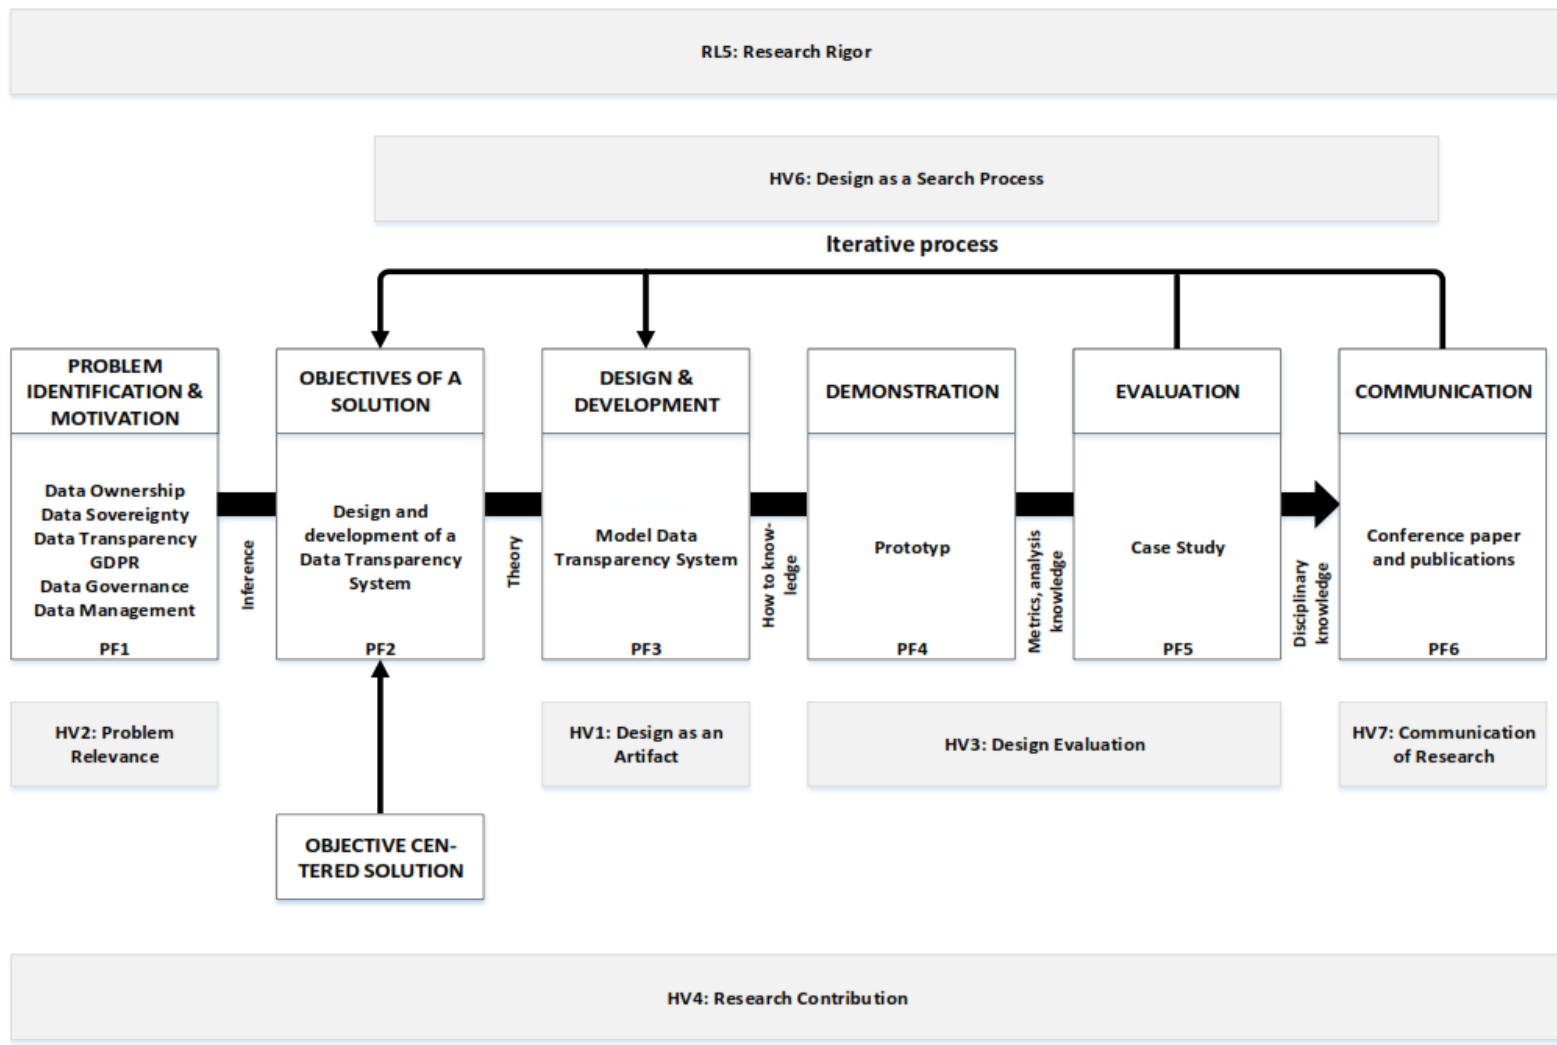 RL5: Research Rigor
HV6: Design as a Search Process
Iterative process
PROBLEM
IDENTIFICATION &
MOTIVATION
Data Ownership
Data Sovereignty
Data Transparency
GDPR
Data Governance
Data Management
PF1
Inference
OBJECTIVES OF A
SOLUTION
Design and
development of a
Data Transparency
System
PF2
Theory
DESIGN &
DEVELOPMENT
Model Data
Transparency System
PF3
How to know-
ledge
DEMONSTRATION
Prototyp
PF4
Metrics, analysis
knowledge
EVALUATION
Case Study
PF5
Disciplinary
knowledge
COMMUNICATION
Conference paper
and publications
PF6
HV2: Problem
Relevance
HV1: Design as an
Artifact
HV3: Design Evaluation
HV7: Communication
of Research
OBJECTIVE CEN-
TERED SOLUTION
HV4: Research Contribution